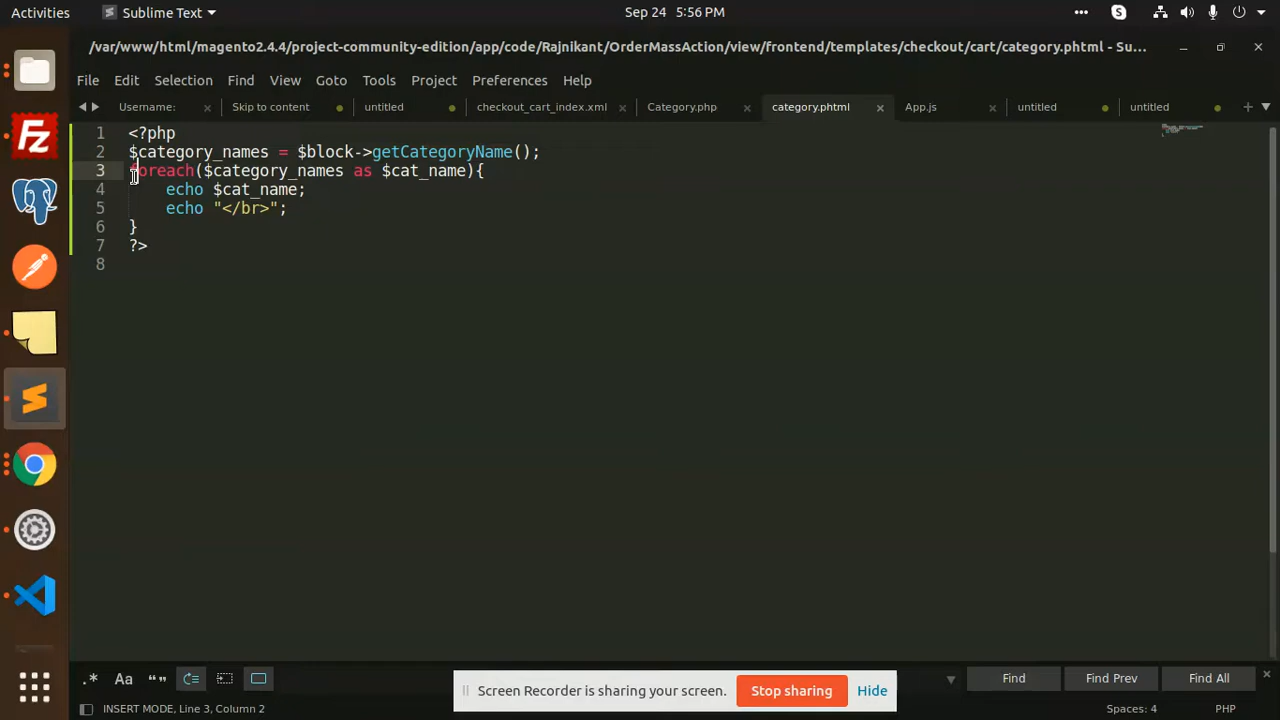 Activities Sublime Text Sep 24 5:56 PM
/var/www/html/magento2.4.4/project-community-edition/app/code/Rajnikant/OrderMassAction/view/frontend/templates/checkout/cart/category.phtml - Su...
File Edit Selection Find View Goto Tools Project Preferences Help
Username: Skip to content untitled checkout_cart_index.xml Category.php category.phtml App.js untitled untitled
1 <?php
2 $category_names = $block->getCategoryName();
3 foreach($category_names as $cat_name){
4 echo $cat_name;
5 echo "</br>";
6 }
7 ?>
8
.* Aa “” Find Find Prev Find All
Screen Recorder is sharing your screen. Stop sharing Hide
INSERT MODE, Line 3, Column 2 Spaces: 4 PHP